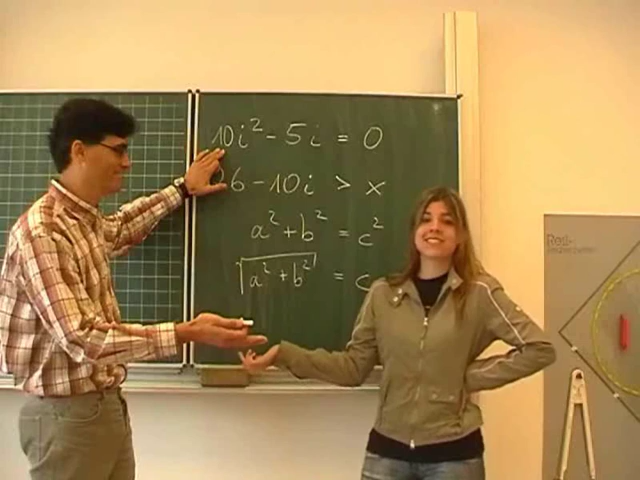 10i² - 5i = 0
6 - 10i > x
a² + b² = c²
√a² + b² = c